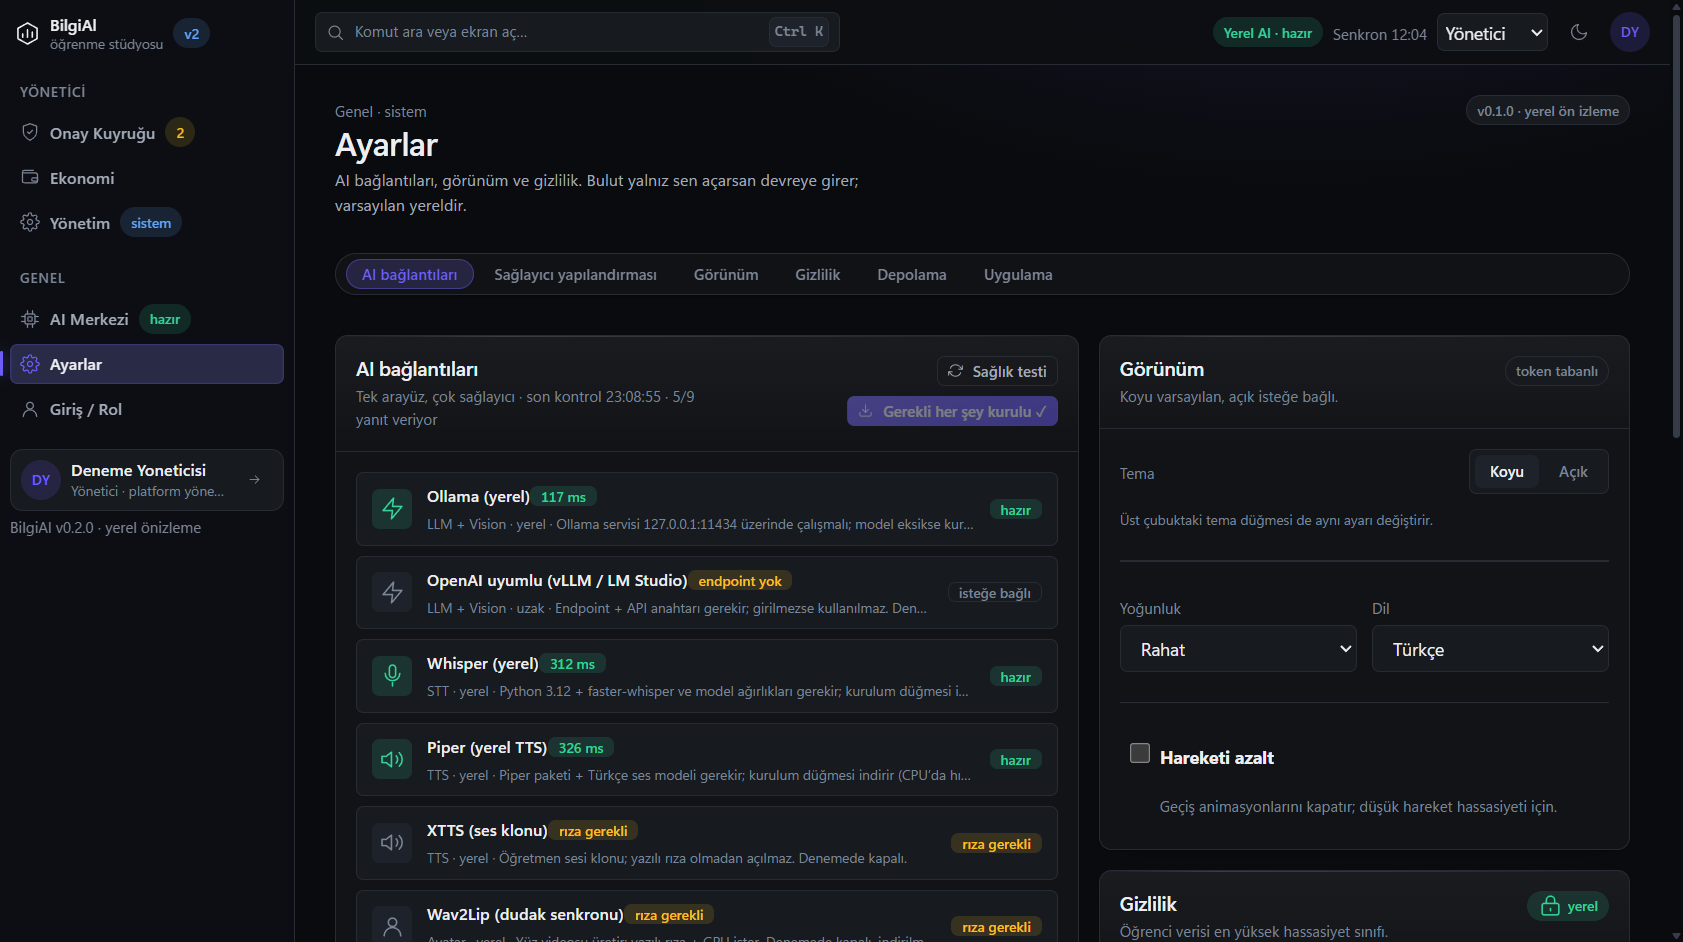 BilgiAI
öğrenme stüdyosu
v2
YÖNETİCİ
Onay Kuyruğu 2
Ekonomi
Yönetim sistem
GENEL
AI Merkezi hazır
Ayarlar
Giriş / Rol
DY
Deneme Yoneticisi
Yönetici · platform yöne...
→
BilgiAI v0.2.0 · yerel önizleme
Komut ara veya ekran aç...
Ctrl K
Yerel AI · hazır
Senkron 12:04
Yönetici
DY
Genel · sistem
v0.1.0 · yerel ön izleme
Ayarlar
AI bağlantıları, görünüm ve gizlilik. Bulut yalnız sen açarsan devreye girer;
varsayılan yereldir.
AI bağlantıları Sağlayıcı yapılandırması Görünüm Gizlilik Depolama Uygulama
AI bağlantıları
Tek arayüz, çok sağlayıcı · son kontrol 23:08:55 · 5/9
yanıt veriyor
Sağlık testi
Gerekli her şey kurulu ✓
Ollama (yerel) 117 ms
LLM + Vision · yerel · Ollama servisi 127.0.0.1:11434 üzerinde çalışmalı; model eksikse kur...
hazır
OpenAI uyumlu (vLLM / LM Studio) endpoint yok
LLM + Vision · uzak · Endpoint + API anahtarı gerekir; girilmezse kullanılmaz. Den...
isteğe bağlı
Whisper (yerel) 312 ms
STT · yerel · Python 3.12 + faster-whisper ve model ağırlıkları gerekir; kurulum düğmesi i...
hazır
Piper (yerel TTS) 326 ms
TTS · yerel · Piper paketi + Türkçe ses modeli gerekir; kurulum düğmesi indirir (CPU'da hı...
hazır
XTTS (ses klonu) rıza gerekli
TTS · yerel · Öğretmen sesi klonu; yazılı rıza olmadan açılmaz. Denemede kapalı.
rıza gerekli
Wav2Lip (dudak senkronu) rıza gerekli
rıza gerekli
Görünüm
token tabanlı
Koyu varsayılan, açık isteğe bağlı.
Tema
Koyu Açık
Üst çubuktaki tema düğmesi de aynı ayarı değiştirir.
Yoğunluk Dil
Rahat Türkçe
Hareketi azalt
Geçiş animasyonlarını kapatır; düşük hareket hassasiyeti için.
Gizlilik
yerel
Öğrenci verisi en yüksek hassasiyet sınıfı.